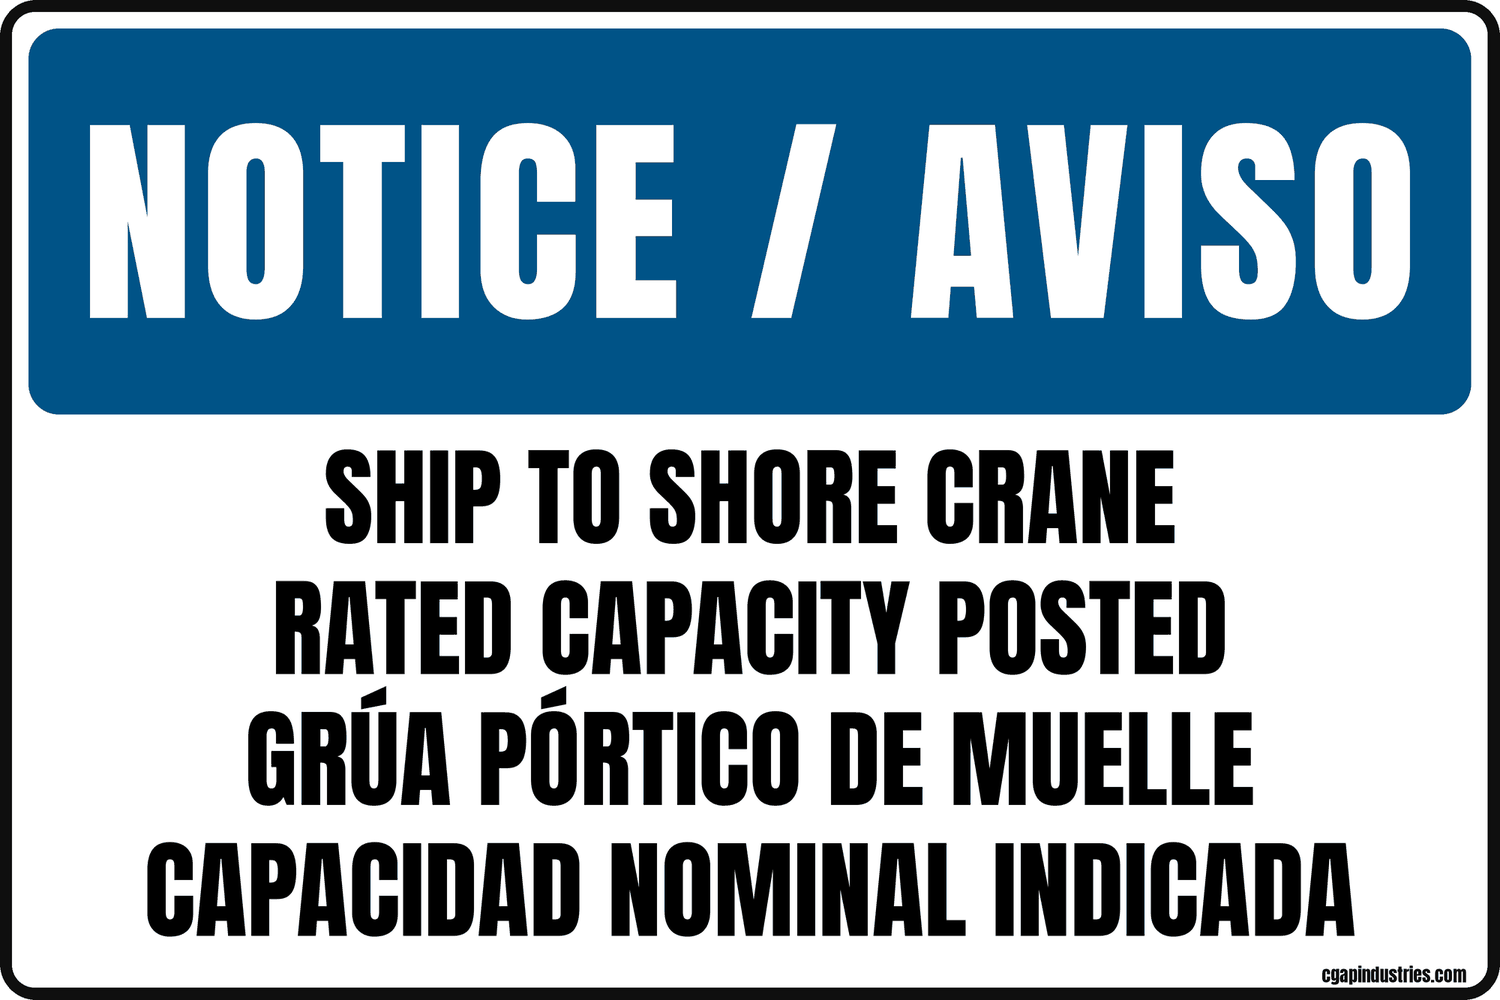 NOTICE / AVISO
SHIP TO SHORE CRANE
RATED CAPACITY POSTED
GRÚA PÓRTICO DE MUELLE
CAPACIDAD NOMINAL INDICADA
cgapindustries.com